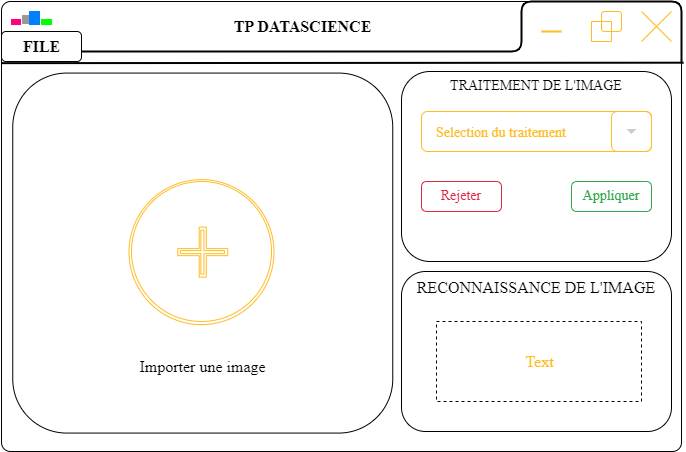 TP DATASCIENCE
FILE
TRAITEMENT DE L'IMAGE
Selection du traitement
Rejeter
Appliquer
Importer une image
RECONNAISSANCE DE L'IMAGE
Text